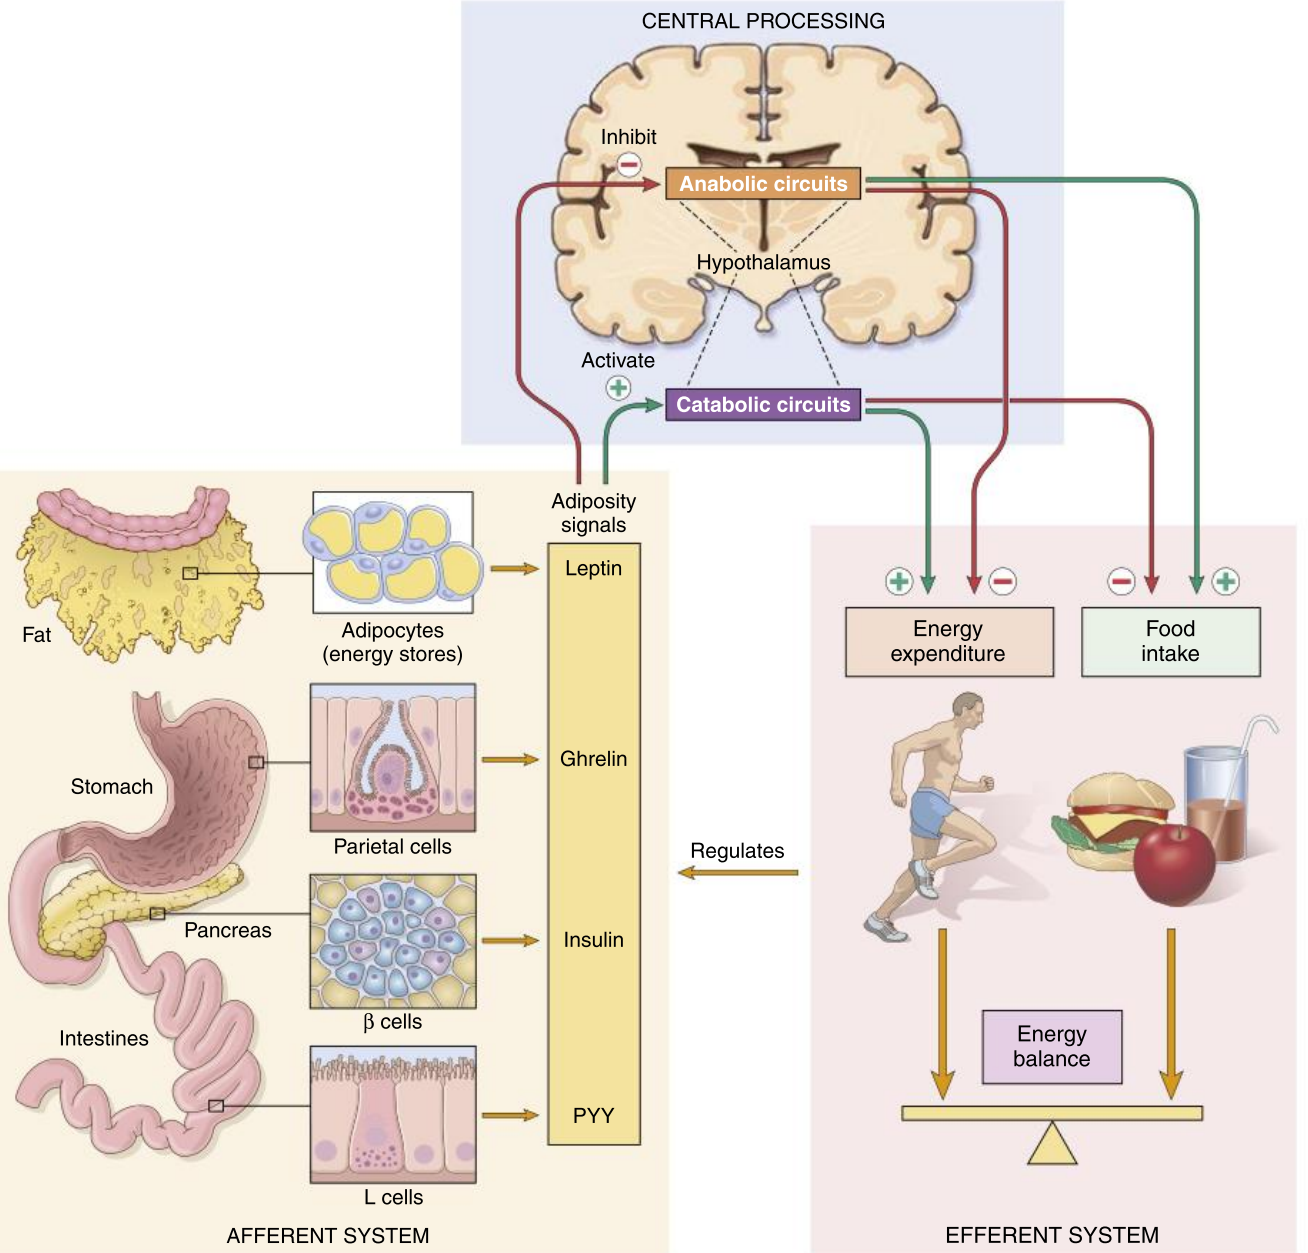 CENTRAL PROCESSING
Inhibit
−
Anabolic circuits
Hypothalamus
Activate
+
Catabolic circuits
Adiposity
signals
Leptin
Fat
Adipocytes
(energy stores)
Stomach
Ghrelin
Parietal cells
Pancreas
Insulin
β cells
Intestines
PYY
L cells
AFFERENT SYSTEM
Regulates
+
−
−
+
Energy
expenditure
Food
intake
Energy
balance
EFFERENT SYSTEM